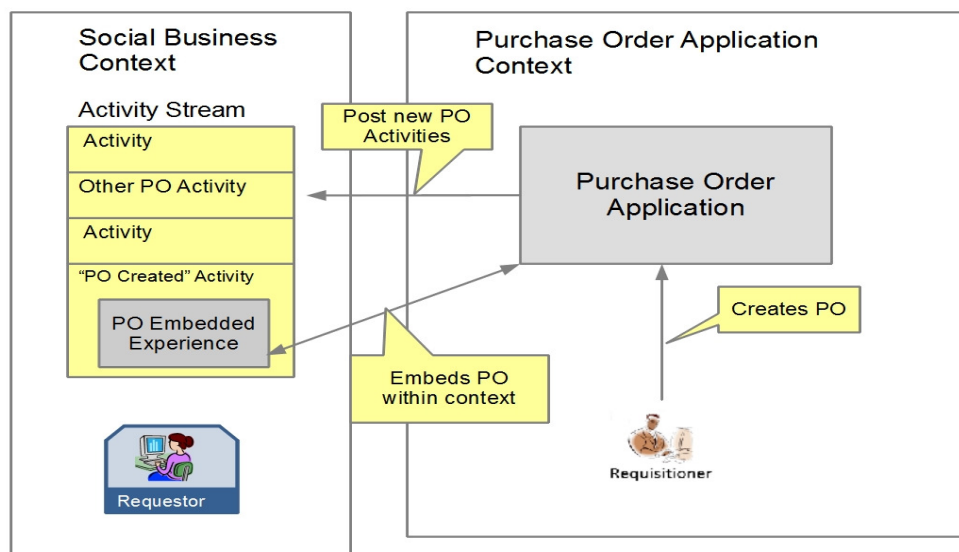 Social Business
Context
Activity Stream
Activity
Other PO Activity
Activity
“PO Created” Activity
PO Embedded
Experience
Requestor
Post new PO
Activities
Embeds PO
within context
Purchase Order Application
Context
Purchase Order
Application
Creates PO
Requisitioner